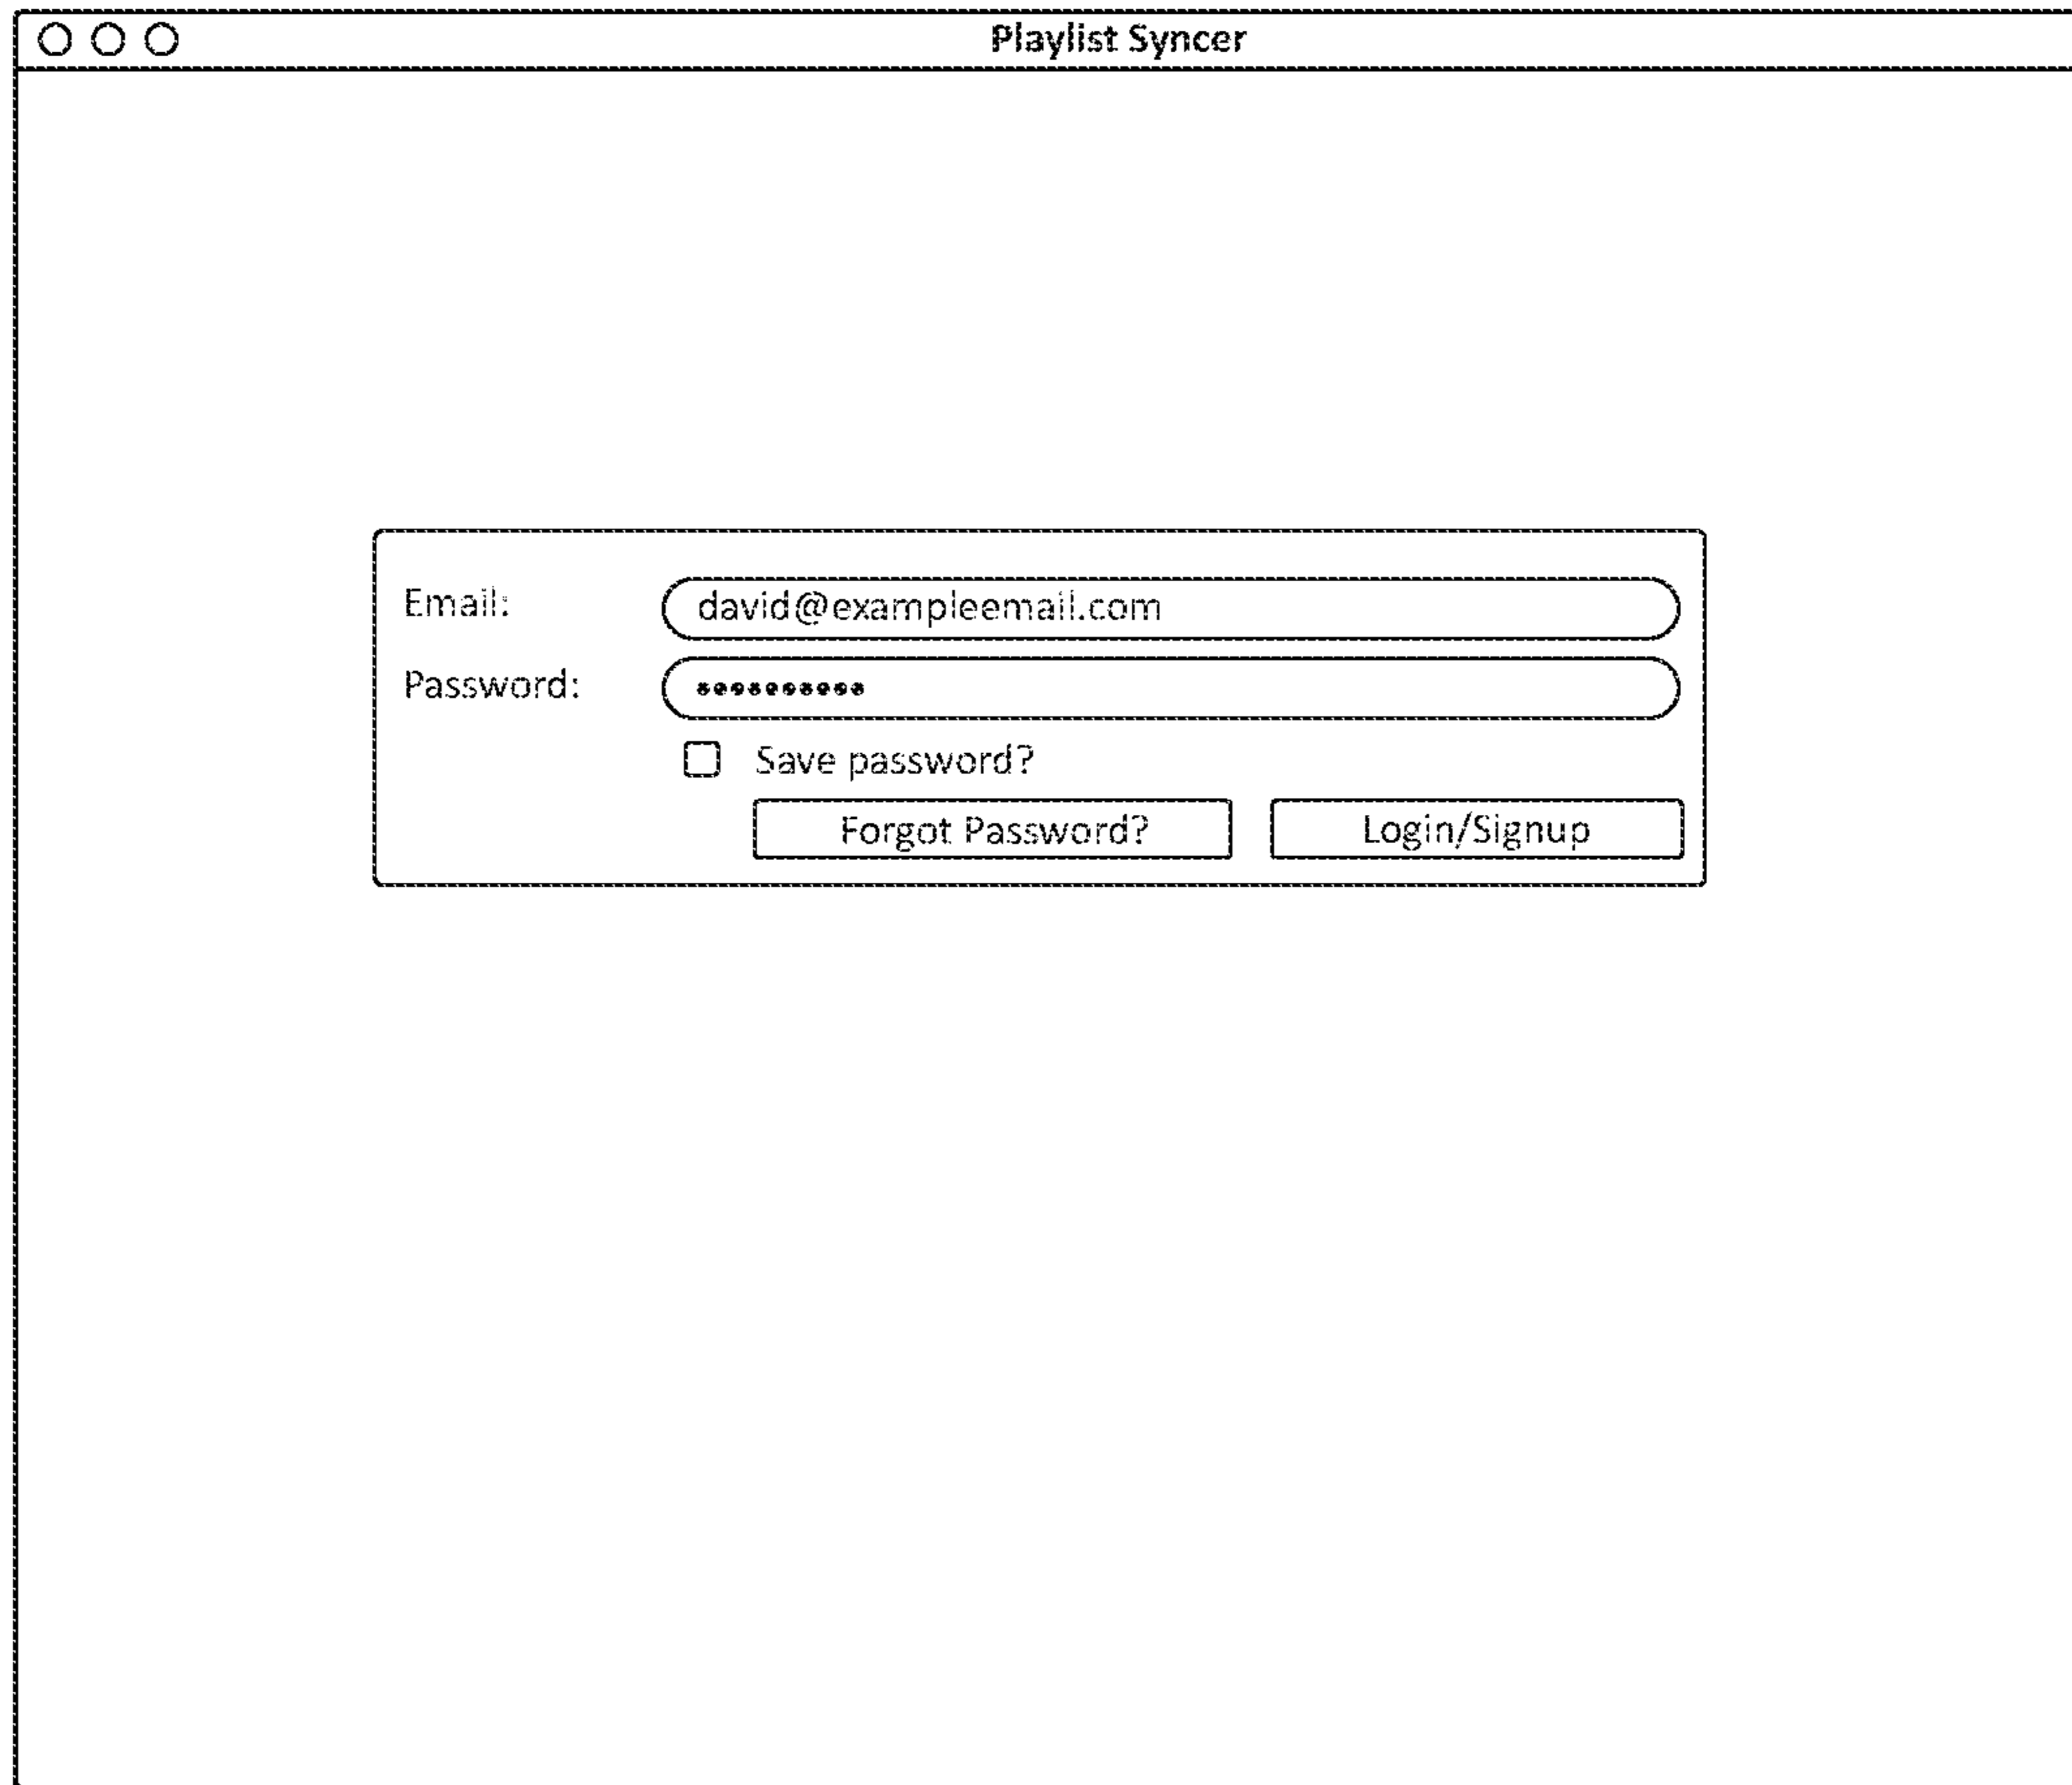 Playlist Syncer
Email: david@exampleemail.com
Password: ••••••••••
Save password?
Forgot Password? Login/Signup